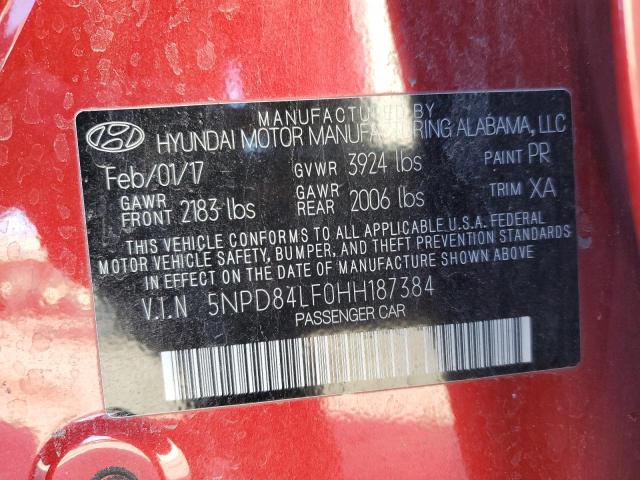 MANUFACTURED BY
HYUNDAI MOTOR MANUFACTURING ALABAMA, LLC
Feb/01/17 GVWR 3924 lbs PAINT PR
GAWR FRONT 2183 lbs GAWR REAR 2006 lbs TRIM XA
THIS VEHICLE CONFORMS TO ALL APPLICABLE U.S.A. FEDERAL
MOTOR VEHICLE SAFETY, BUMPER, AND THEFT PREVENTION STANDARDS
IN EFFECT ON THE DATE OF MANUFACTURE SHOWN ABOVE
V.I.N 5NPD84LF0HH187384
PASSENGER CAR